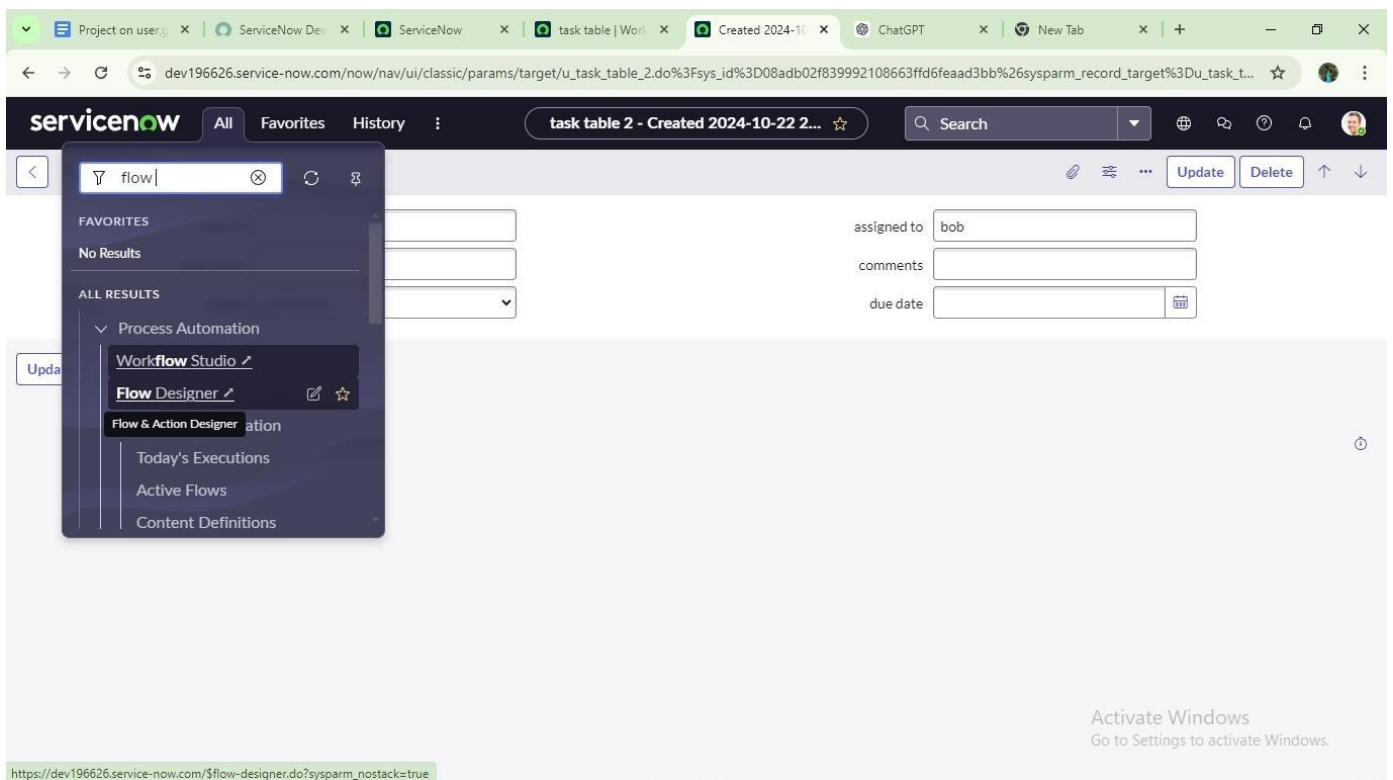 Project on user,g
ServiceNow Dev
ServiceNow
task table | Work
Created 2024-10
ChatGPT
New Tab
dev196626.service-now.com/now/nav/ui/classic/params/target/u_task_table_2.do%3Fsys_id%3D08adb02f839992108663ffd6feaad3bb%26sysparm_record_target%3Du_task_t...
servicenow All Favorites History task table 2 - Created 2024-10-22 2... Search
flow
Update Delete
FAVORITES
No Results
ALL RESULTS
Process Automation
Workflow Studio
Flow Designer
Flow & Action Designer ation
Today's Executions
Active Flows
Content Definitions
assigned to bob
comments
due date
Upda
Activate Windows
Go to Settings to activate Windows.
https://dev196626.service-now.com/$flow-designer.do?sysparm_nostack=true